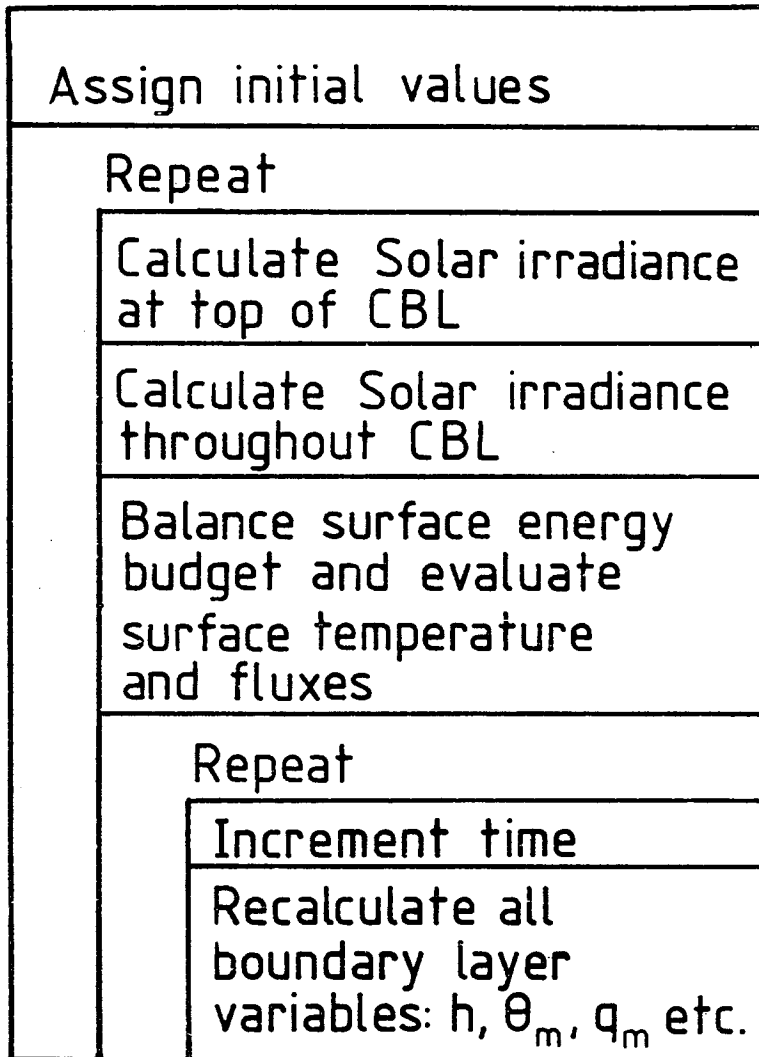 Assign initial values
Repeat
Calculate Solar irradiance
at top of CBL
Calculate Solar irradiance
throughout CBL
Balance surface energy
budget and evaluate
surface temperature
and fluxes
Repeat
Increment time
Recalculate all
boundary layer
variables: h, θₘ, qₘ etc.